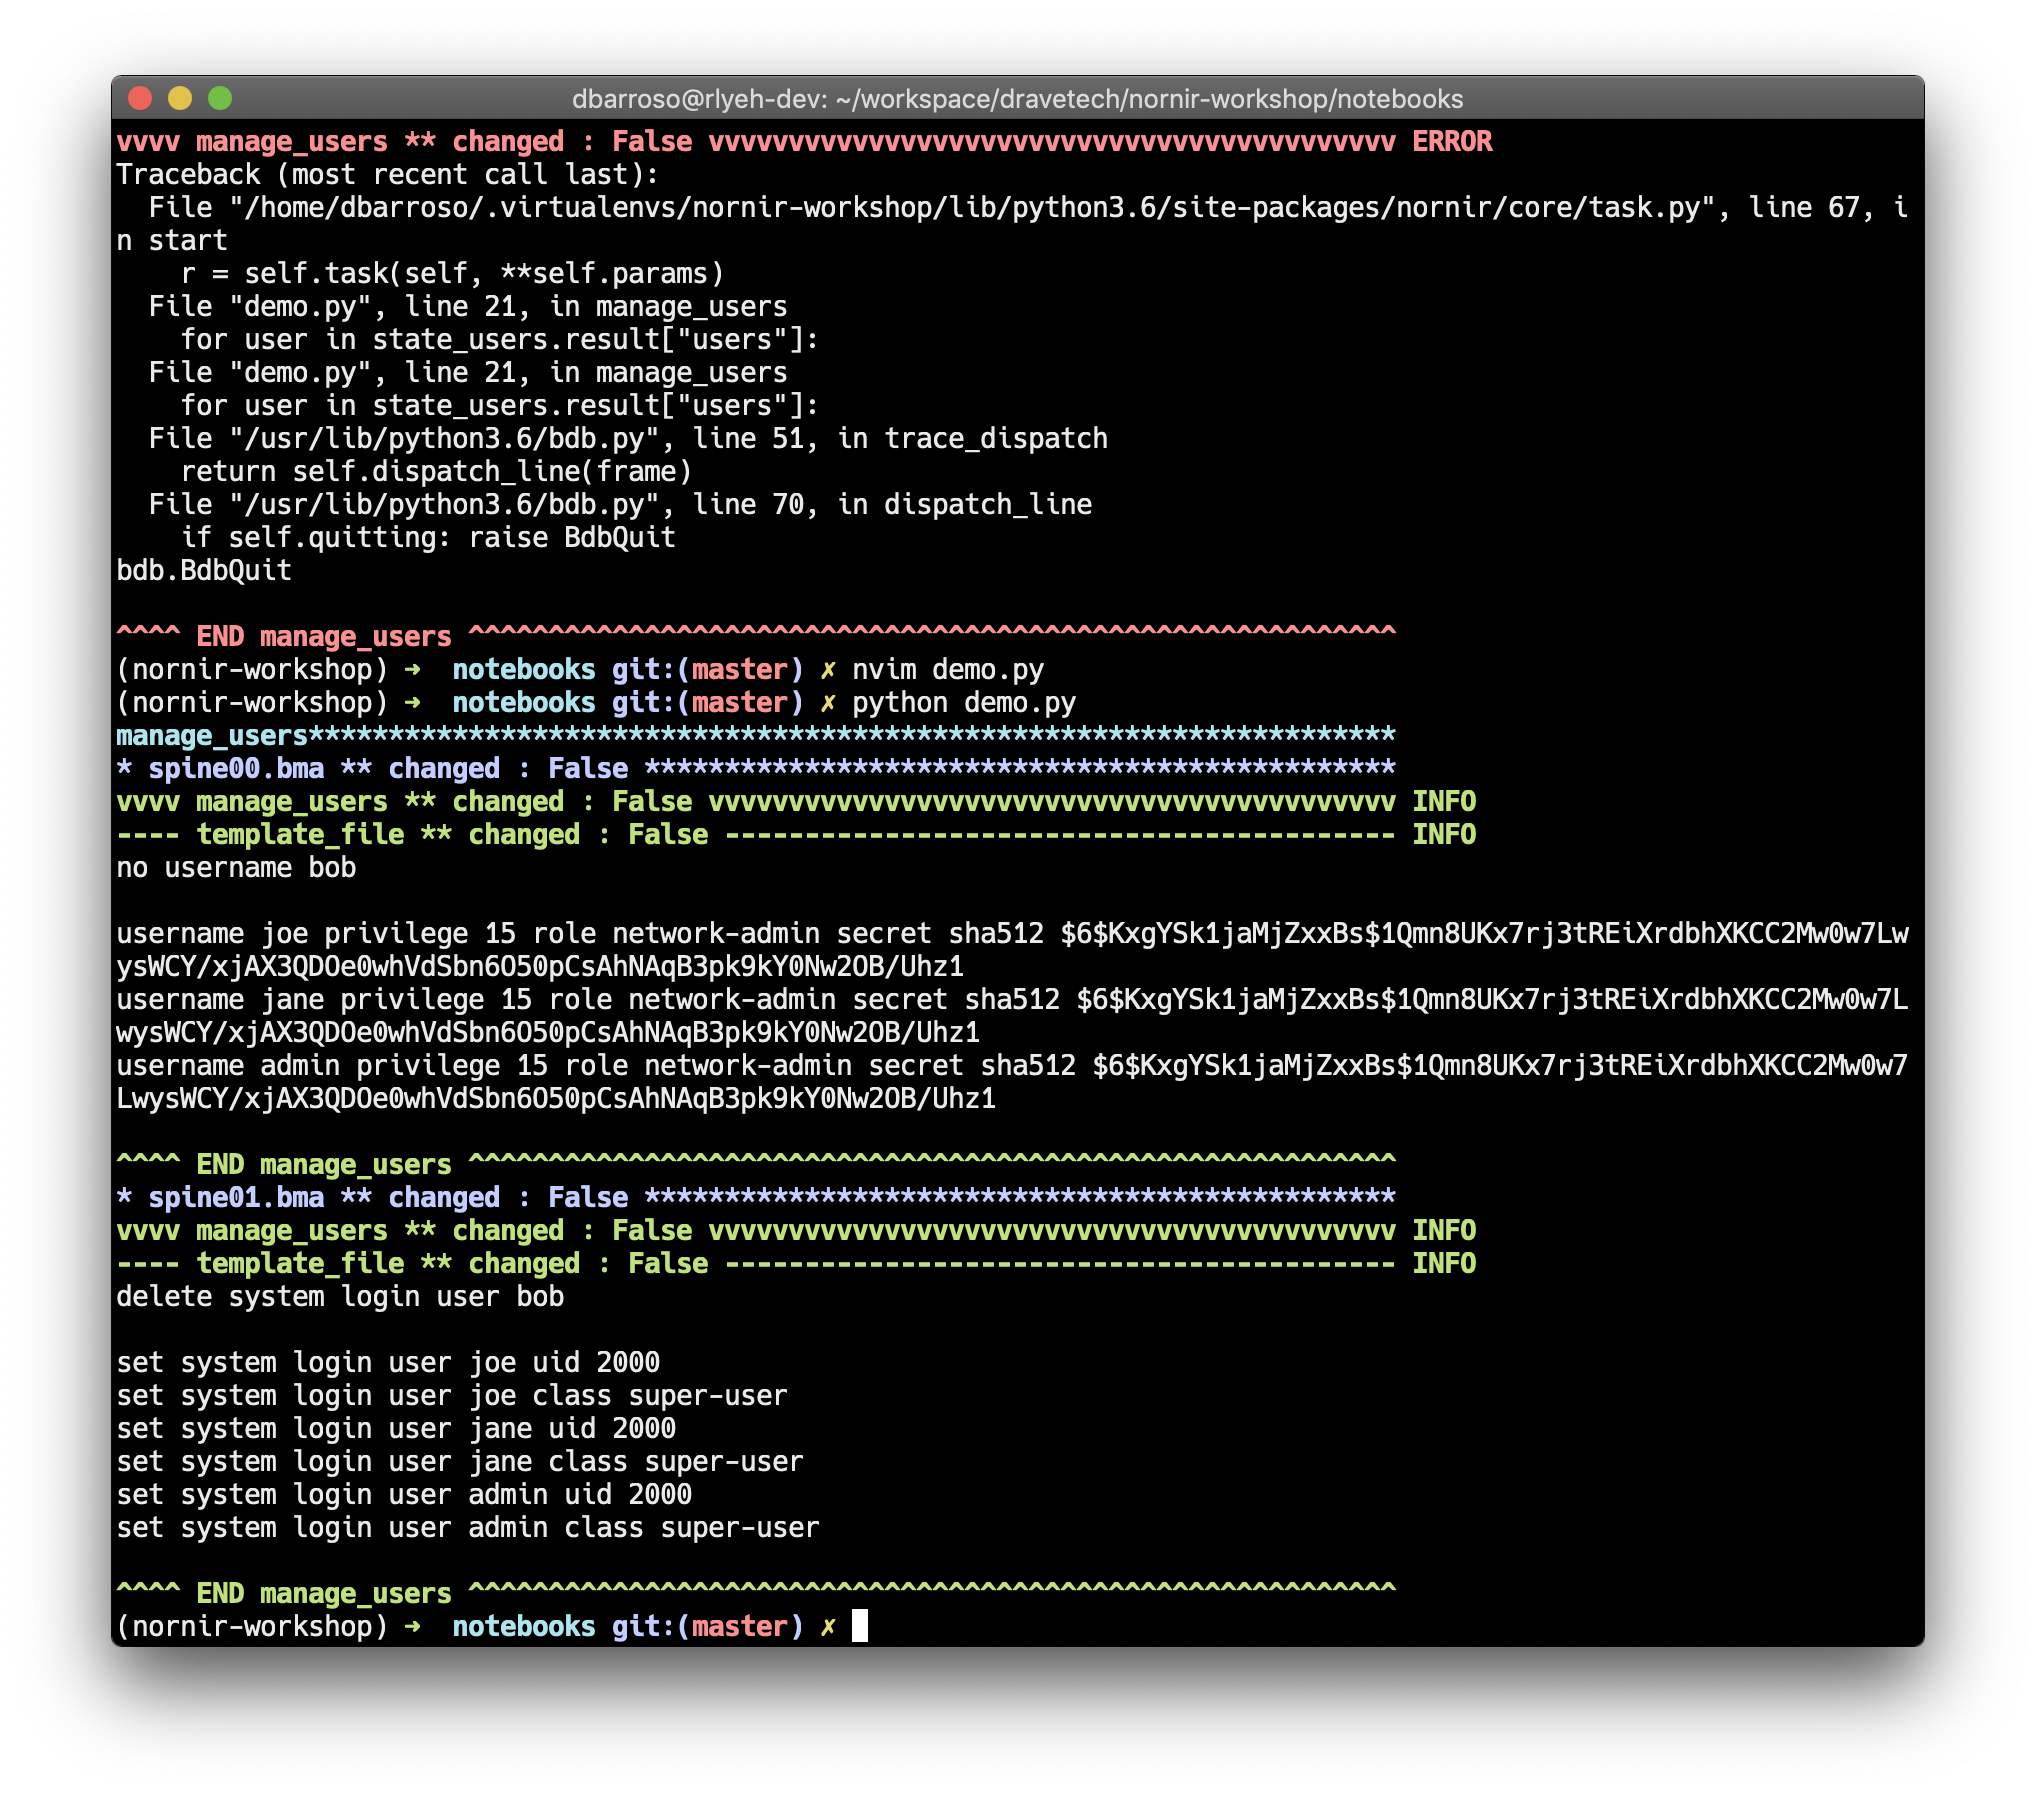 dbarroso@rlyeh-dev: ~/workspace/dravetech/nornir-workshop/notebooks
vvvv manage_users ** changed : False vvvvvvvvvvvvvvvvvvvvvvvvvvvvvvvvvvvvvvvvvvv ERROR
Traceback (most recent call last):
  File "/home/dbarroso/.virtualenvs/nornir-workshop/lib/python3.6/site-packages/nornir/core/task.py", line 67, i
n start
    r = self.task(self, **self.params)
  File "demo.py", line 21, in manage_users
    for user in state_users.result["users"]:
  File "demo.py", line 21, in manage_users
    for user in state_users.result["users"]:
  File "/usr/lib/python3.6/bdb.py", line 51, in trace_dispatch
    return self.dispatch_line(frame)
  File "/usr/lib/python3.6/bdb.py", line 70, in dispatch_line
    if self.quitting: raise BdbQuit
bdb.BdbQuit
^^^^ END manage_users ^^^^^^^^^^^^^^^^^^^^^^^^^^^^^^^^^^^^^^^^^^^^^^^^^^^^^^^^^^
(nornir-workshop) ➜  notebooks git:(master) ✗ nvim demo.py
(nornir-workshop) ➜  notebooks git:(master) ✗ python demo.py
manage_users********************************************************************
* spine00.bma ** changed : False ***********************************************
vvvv manage_users ** changed : False vvvvvvvvvvvvvvvvvvvvvvvvvvvvvvvvvvvvvvvvvvv INFO
---- template_file ** changed : False ------------------------------------------ INFO
no username bob
username joe privilege 15 role network-admin secret sha512 $6$KxgYSk1jaMjZxxBs$1Qmn8UKx7rj3tREiXrdbhXKCC2Mw0w7Lw
ysWCY/xjAX3QDOe0whVdSbn6O50pCsAhNAqB3pk9kY0Nw2OB/Uhz1
username jane privilege 15 role network-admin secret sha512 $6$KxgYSk1jaMjZxxBs$1Qmn8UKx7rj3tREiXrdbhXKCC2Mw0w7L
wysWCY/xjAX3QDOe0whVdSbn6O50pCsAhNAqB3pk9kY0Nw2OB/Uhz1
username admin privilege 15 role network-admin secret sha512 $6$KxgYSk1jaMjZxxBs$1Qmn8UKx7rj3tREiXrdbhXKCC2Mw0w7
LwysWCY/xjAX3QDOe0whVdSbn6O50pCsAhNAqB3pk9kY0Nw2OB/Uhz1
^^^^ END manage_users ^^^^^^^^^^^^^^^^^^^^^^^^^^^^^^^^^^^^^^^^^^^^^^^^^^^^^^^^^^
* spine01.bma ** changed : False ***********************************************
vvvv manage_users ** changed : False vvvvvvvvvvvvvvvvvvvvvvvvvvvvvvvvvvvvvvvvvvv INFO
---- template_file ** changed : False ------------------------------------------ INFO
delete system login user bob
set system login user joe uid 2000
set system login user joe class super-user
set system login user jane uid 2000
set system login user jane class super-user
set system login user admin uid 2000
set system login user admin class super-user
^^^^ END manage_users ^^^^^^^^^^^^^^^^^^^^^^^^^^^^^^^^^^^^^^^^^^^^^^^^^^^^^^^^^^
(nornir-workshop) ➜  notebooks git:(master) ✗